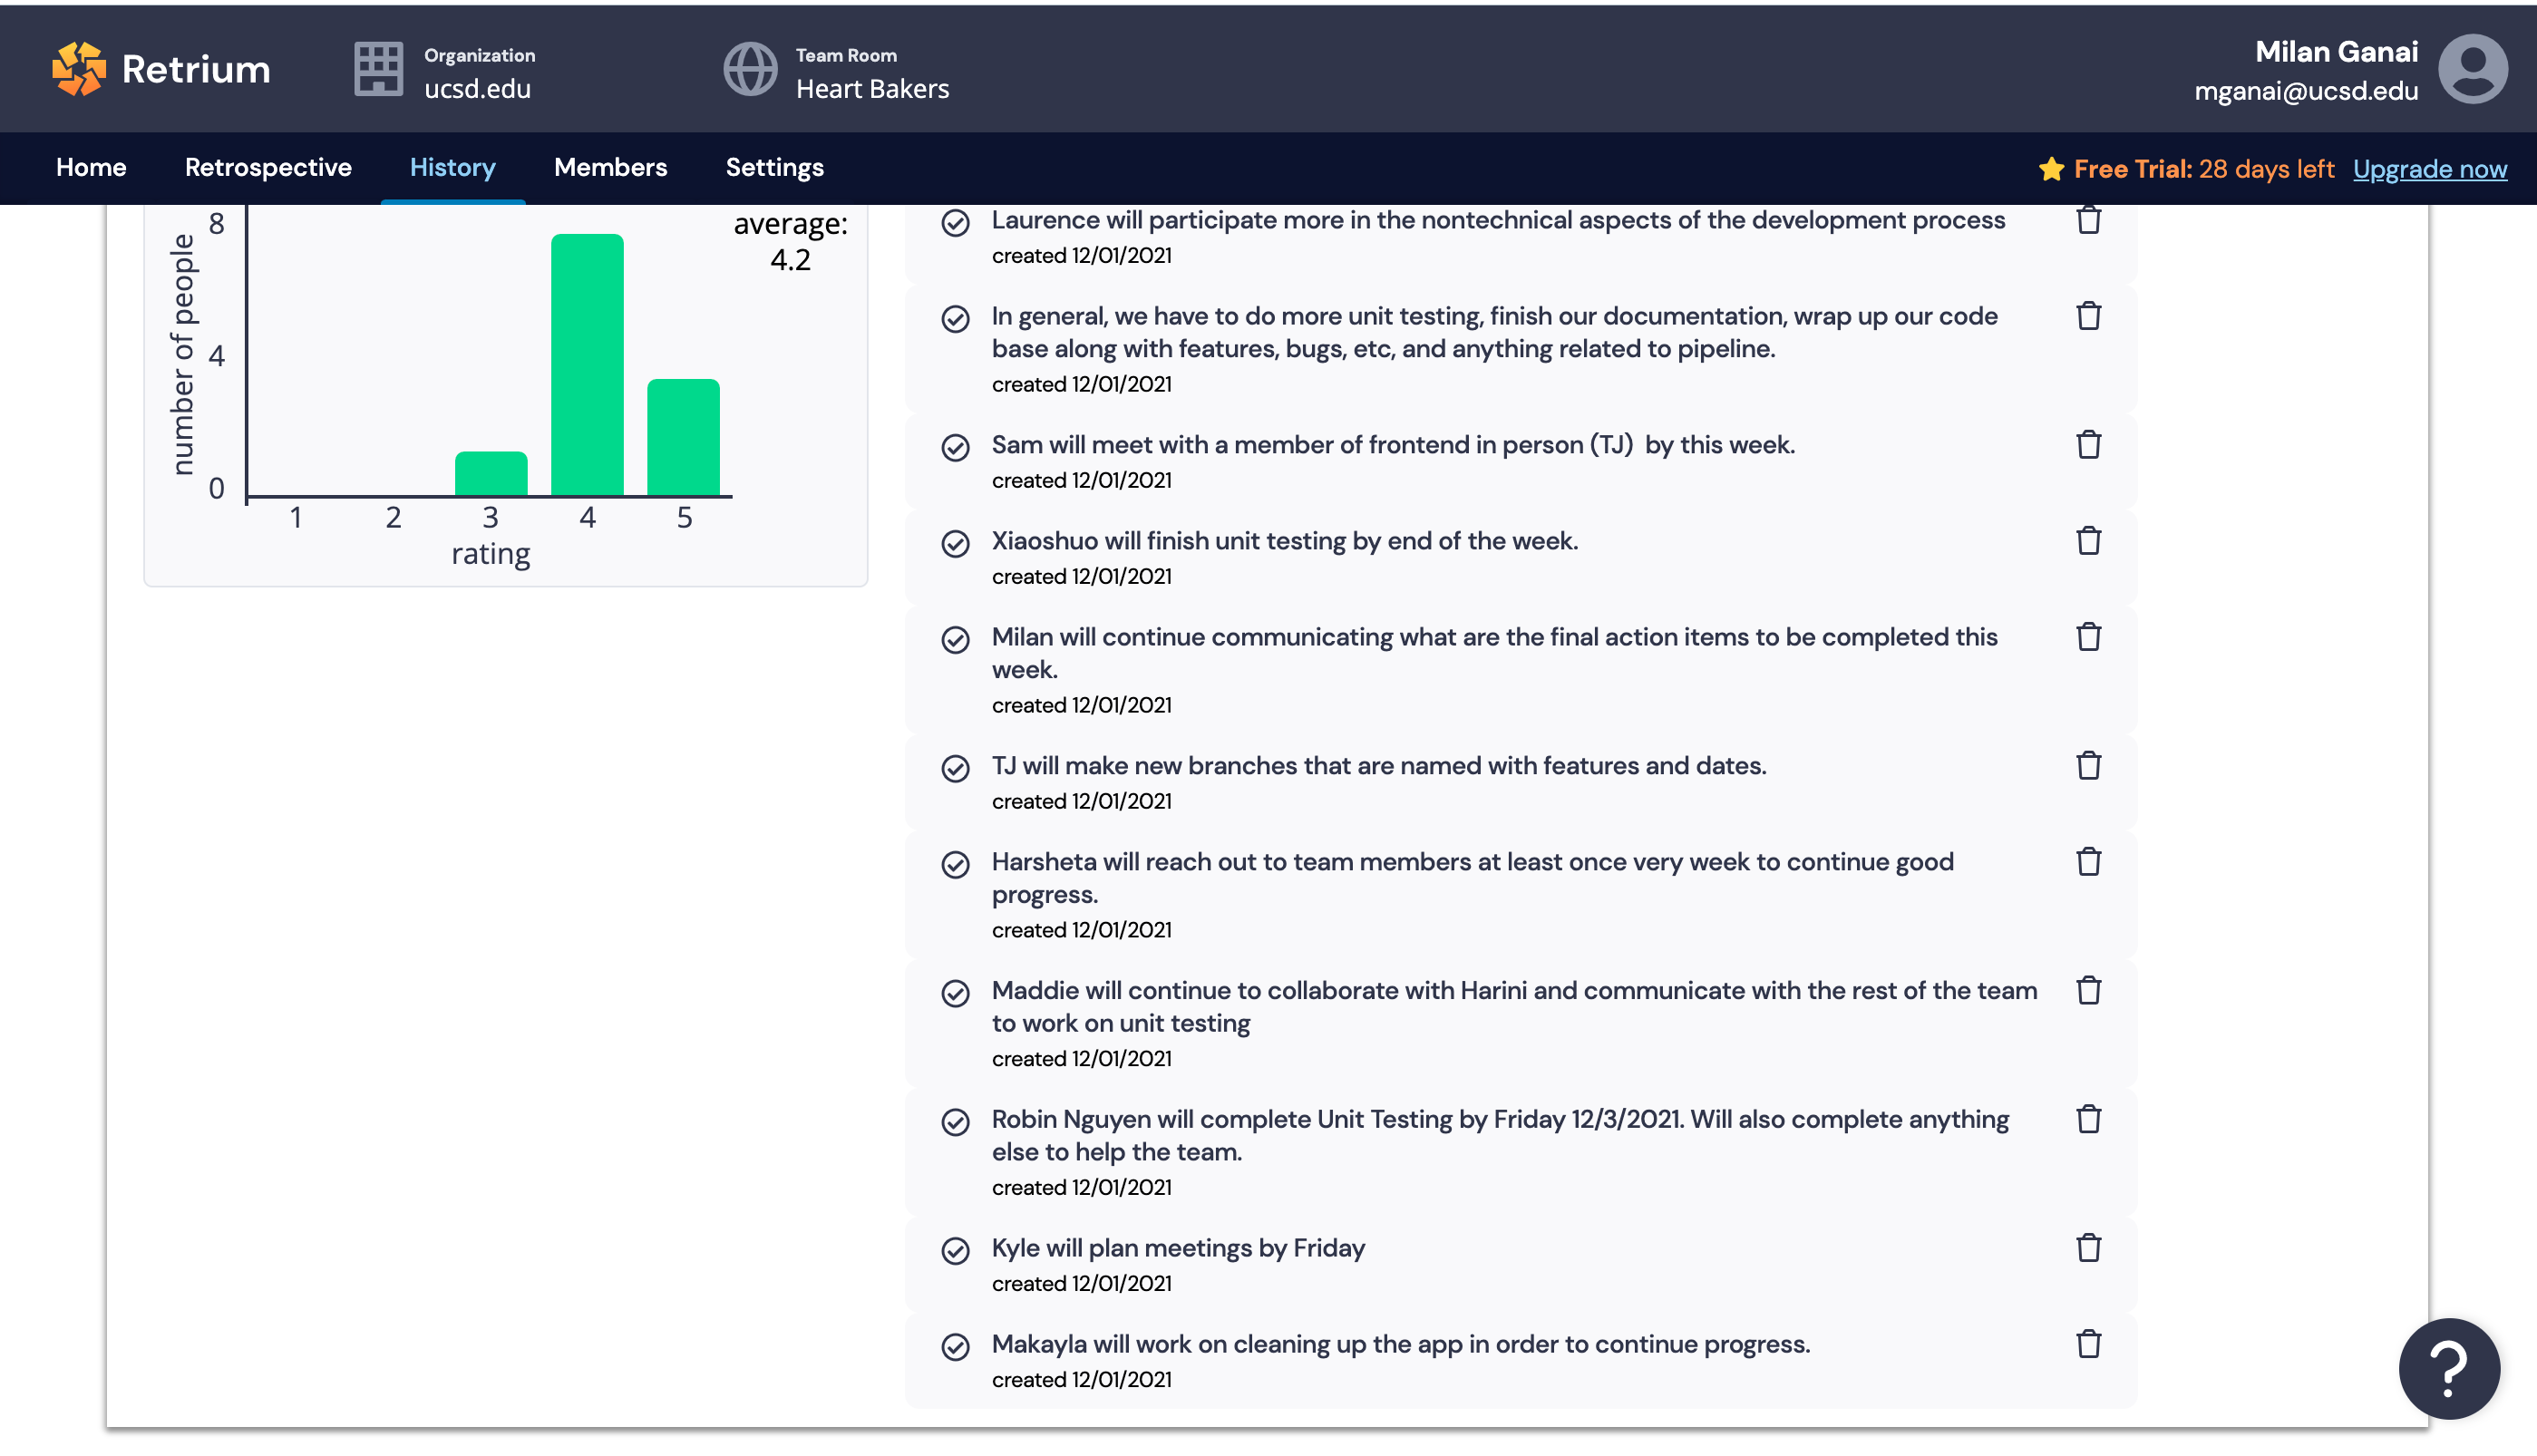 Retrium
Organization
ucsd.edu
Team Room
Heart Bakers
Milan Ganai
mganai@ucsd.edu
Home
Retrospective
History
Members
Settings
Free Trial: 28 days left
Upgrade now
number of people
8
4
0
1
2
3
4
5
rating
average:
4.2
Laurence will participate more in the nontechnical aspects of the development process
created 12/01/2021
In general, we have to do more unit testing, finish our documentation, wrap up our code
base along with features, bugs, etc, and anything related to pipeline.
created 12/01/2021
Sam will meet with a member of frontend in person (TJ)  by this week.
created 12/01/2021
Xiaoshuo will finish unit testing by end of the week.
created 12/01/2021
Milan will continue communicating what are the final action items to be completed this
week.
created 12/01/2021
TJ will make new branches that are named with features and dates.
created 12/01/2021
Harsheta will reach out to team members at least once very week to continue good
progress.
created 12/01/2021
Maddie will continue to collaborate with Harini and communicate with the rest of the team
to work on unit testing
created 12/01/2021
Robin Nguyen will complete Unit Testing by Friday 12/3/2021. Will also complete anything
else to help the team.
created 12/01/2021
Kyle will plan meetings by Friday
created 12/01/2021
Makayla will work on cleaning up the app in order to continue progress.
created 12/01/2021
?